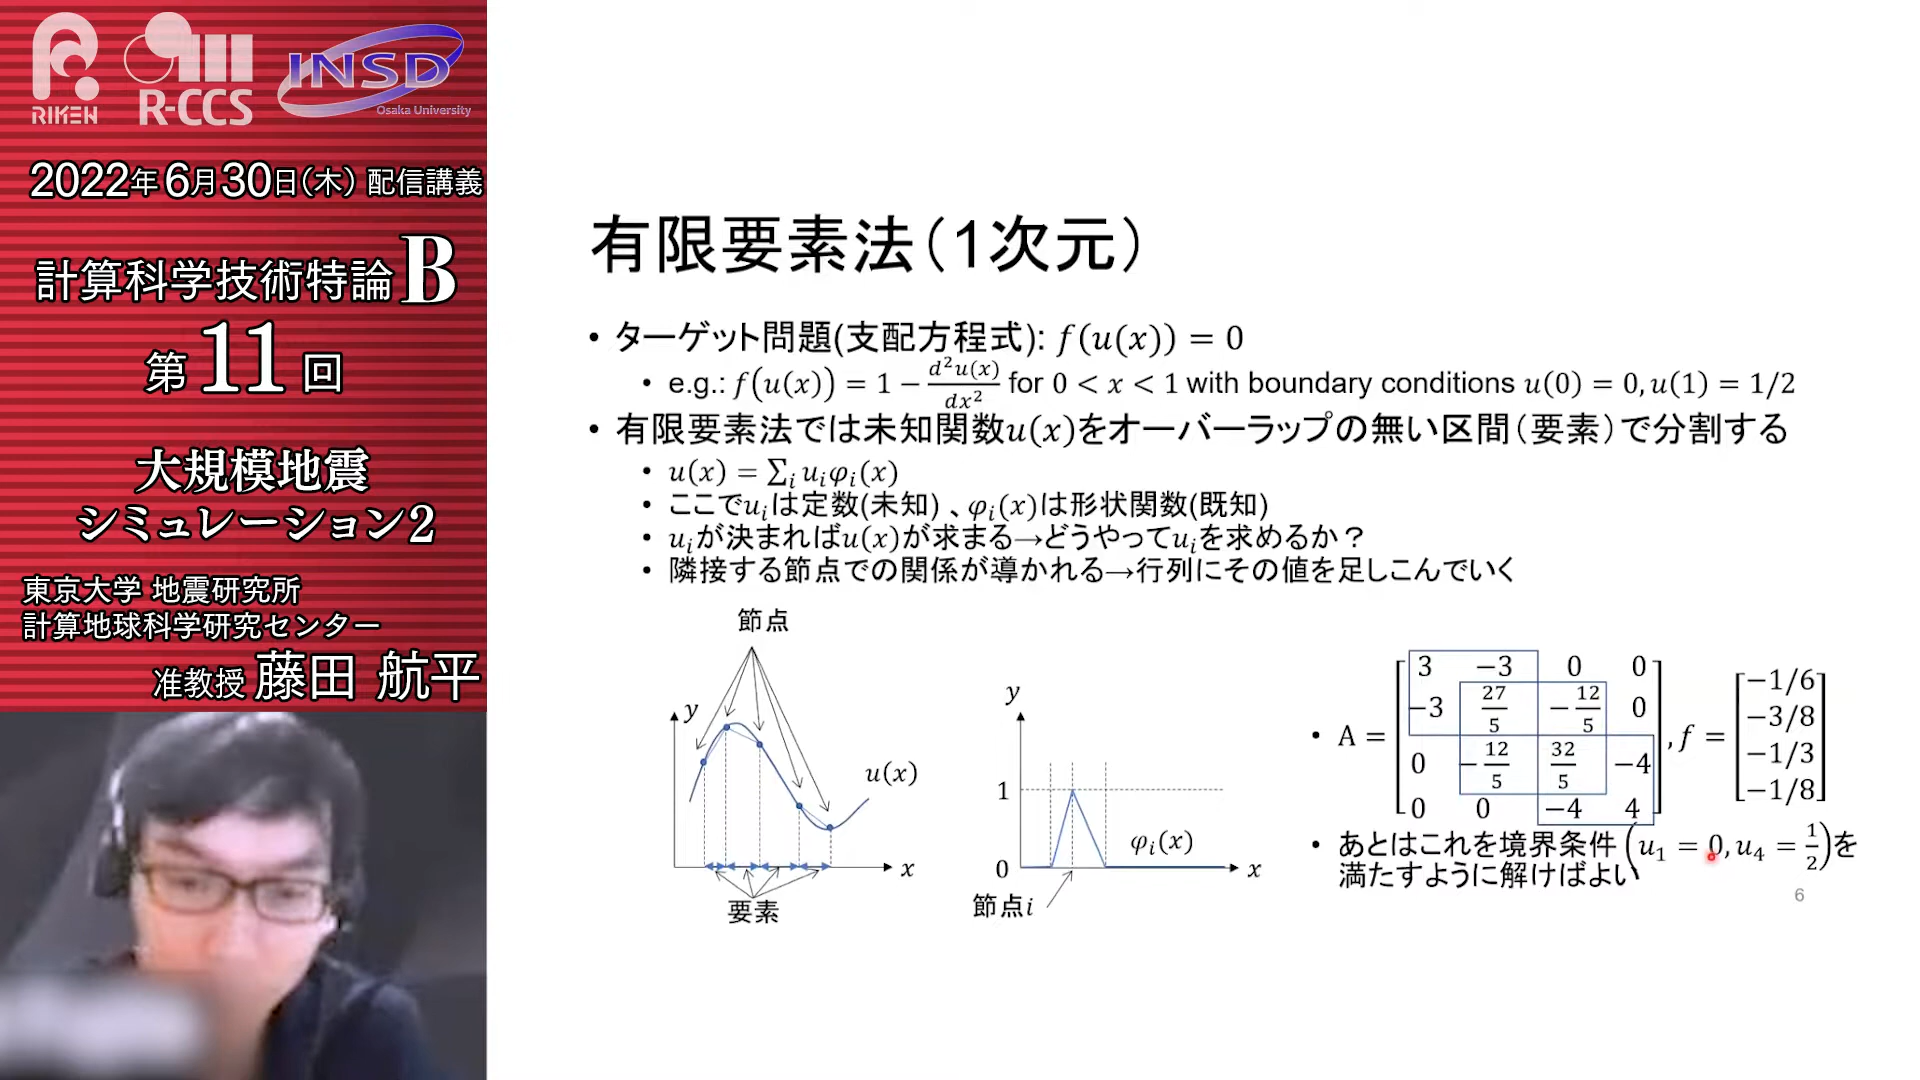 RIKEN
R-CCS
INSD
Osaka University
2022年6月30日(木) 配信講義
計算科学技術特論B
第11回
大規模地震
シミュレーション2
東京大学 地震研究所
計算地球科学研究センター
准教授 藤田 航平
有限要素法(1次元)
• ターゲット問題(支配方程式): f(u(x)) = 0
• e.g.: f(u(x)) = 1 − d²u(x)/dx² for 0 < x < 1 with boundary conditions u(0) = 0, u(1) = 1/2
• 有限要素法では未知関数u(x)をオーバーラップの無い区間(要素)で分割する
• u(x) = ∑ᵢ uᵢφᵢ(x)
• ここでuᵢは定数(未知)、φᵢ(x)は形状関数(既知)
• uᵢが決まればu(x)が求まる→どうやってuᵢを求めるか?
• 隣接する節点での関係が導かれる→行列にその値を足しこんでいく
節点
y
u(x)
x
要素
y
1
φᵢ(x)
0
x
節点i
• A = [3 −3 0 0
−3 27/5 −12/5 0
0 −12/5 32/5 −4
0 0 −4 4], f = [−1/6
−3/8
−1/3
−1/8]
• あとはこれを境界条件(u₁ = 0, u₄ = 1/2)を
満たすように解けばよい
6